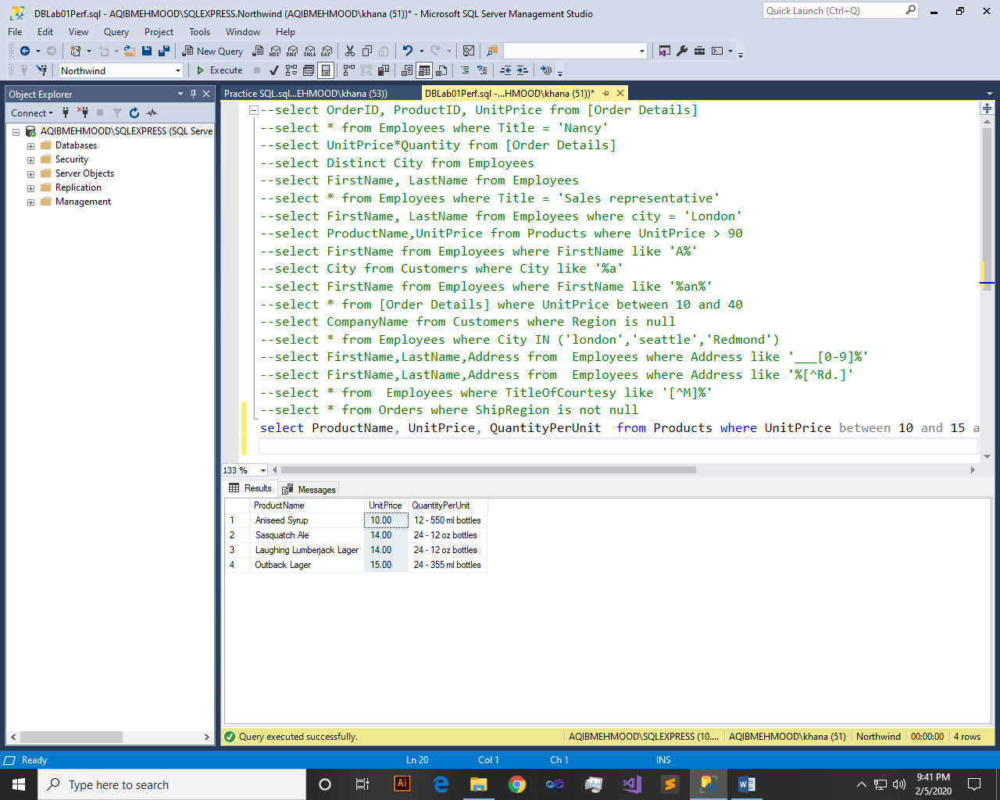 DBLab01Perf.sql - AQIBMEHMOOD\SQLEXPRESS.Northwind (AQIBMEHMOOD\khana (51))* - Microsoft SQL Server Management Studio
Quick Launch (Ctrl+Q)
File Edit View Query Project Tools Window Help
New Query MDX DMX XMLA DAX
Northwind Execute
Object Explorer
Connect
AQIBMEHMOOD\SQLEXPRESS (SQL Serve
Databases
Security
Server Objects
Replication
Management
Practice SQL.sql...EHMOOD\khana (53)) DBLab01Perf.sql -...HMOOD\khana (51))*
--select OrderID, ProductID, UnitPrice from [Order Details]
--select * from Employees where Title = 'Nancy'
--select UnitPrice*Quantity from [Order Details]
--select Distinct City from Employees
--select FirstName, LastName from Employees
--select * from Employees where Title = 'Sales representative'
--select FirstName, LastName from Employees where city = 'London'
--select ProductName,UnitPrice from Products where UnitPrice > 90
--select FirstName from Employees where FirstName like 'A%'
--select City from Customers where City like '%a'
--select FirstName from Employees where FirstName like '%an%'
--select * from [Order Details] where UnitPrice between 10 and 40
--select CompanyName from Customers where Region is null
--select * from Employees where City IN ('london','seattle','Redmond')
--select FirstName,LastName,Address from  Employees where Address like '___[0-9]%'
--select FirstName,LastName,Address from  Employees where Address like '%[^Rd.]'
--select * from  Employees where TitleOfCourtesy like '[^M]%'
--select * from Orders where ShipRegion is not null
select ProductName, UnitPrice, QuantityPerUnit  from Products where UnitPrice between 10 and 15 a
133 %
Results Messages
ProductName UnitPrice QuantityPerUnit
1 Aniseed Syrup 10.00 12 - 550 ml bottles
2 Sasquatch Ale 14.00 24 - 12 oz bottles
3 Laughing Lumberjack Lager 14.00 24 - 12 oz bottles
4 Outback Lager 15.00 24 - 355 ml bottles
Query executed successfully. AQIBMEHMOOD\SQLEXPRESS (10.... AQIBMEHMOOD\khana (51) Northwind 00:00:00 4 rows
Ready Ln 20 Col 1 Ch 1 INS
Type here to search
Ai
9:41 PM
2/5/2020